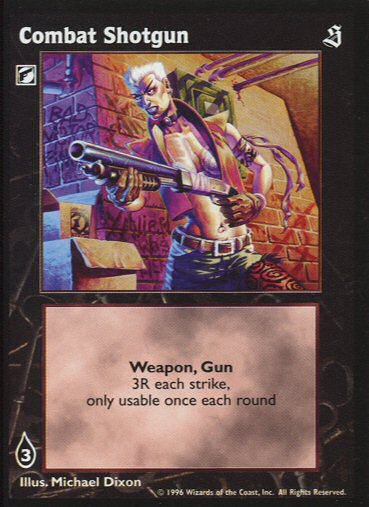 Combat Shotgun
Weapon, Gun
3R each strike,
only usable once each round
3
Illus. Michael Dixon
© 1996 Wizards of the Coast, Inc. All Rights Reserved.